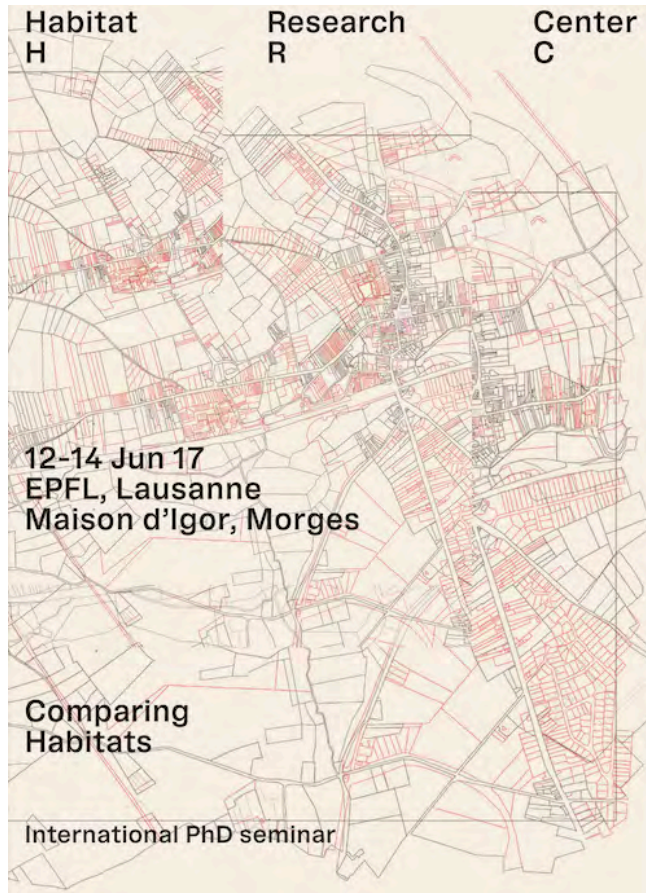 Habitat Research Center
H R C
12-14 Jun 17
EPFL, Lausanne
Maison d'Igor, Morges
Comparing
Habitats
International PhD seminar